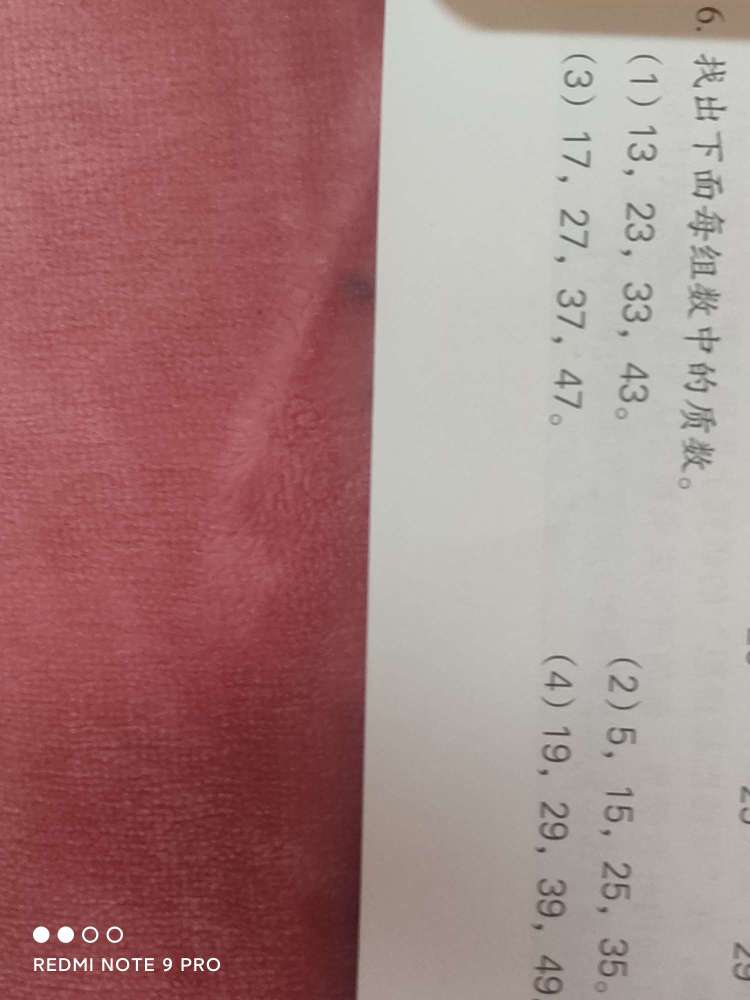 6. 找出下面每组数中的质数。
(1) 13, 23, 33, 43。 (2) 5, 15, 25, 35。
(3) 17, 27, 37, 47。 (4) 19, 29, 39, 49
REDMI NOTE 9 PRO